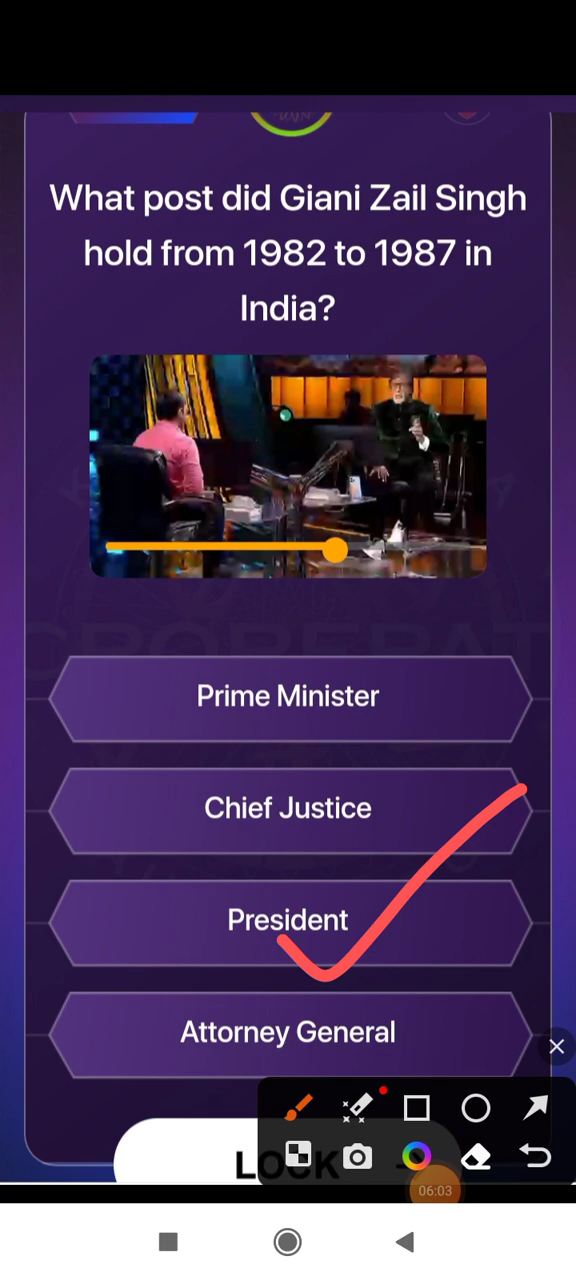 What post did Giani Zail Singh
hold from 1982 to 1987 in
India?
Prime Minister
Chief Justice
President
Attorney General
LOCK
06:03